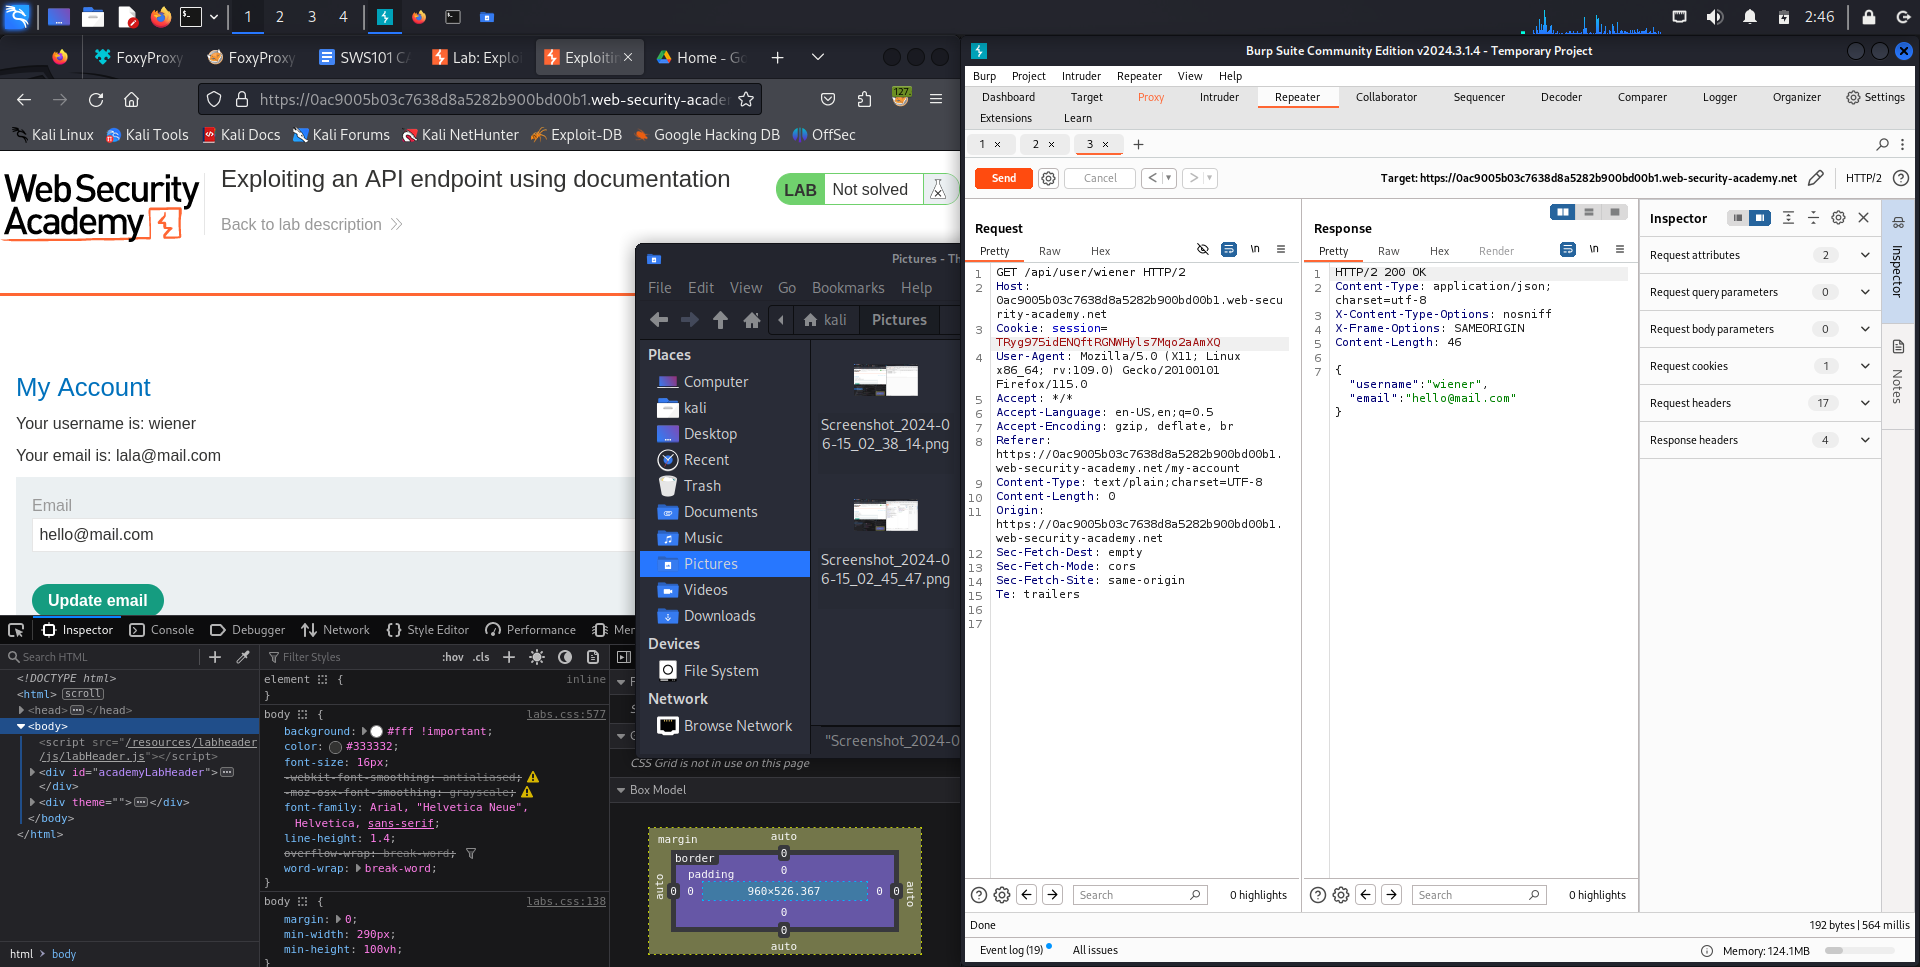 1
2
3
4
2:46
FoxyProxy
FoxyProxy
SWS101 CA
Lab: Exploi
Exploitin
Home - Go
https://0ac9005b03c7638d8a5282b900bd00b1.web-security-acade
127
Kali Linux
Kali Tools
Kali Docs
Kali Forums
Kali NetHunter
Exploit-DB
Google Hacking DB
OffSec
WebSecurity
Academy
Exploiting an API endpoint using documentation
Back to lab description
LAB
Not solved
My Account
Your username is: wiener
Your email is: lala@mail.com
Email
hello@mail.com
Update email
Pictures - Th
File Edit View Go Bookmarks Help
kali
Pictures
Places
Computer
kali
Desktop
Recent
Trash
Documents
Music
Pictures
Videos
Downloads
Devices
File System
Network
Browse Network
Screenshot_2024-0
6-15_02_38_14.png
Screenshot_2024-0
6-15_02_45_47.png
"Screenshot_2024-0
Inspector
Console
Debugger
Network
Style Editor
Performance
Mer
Search HTML
Filter Styles
:hov .cls
<!DOCTYPE html>
<html> scroll
<head> </head>
<body>
<script src="/resources/labheader
/js/labHeader.js"></script>
<div id="academyLabHeader">
</div>
<div theme=""> </div>
</body>
</html>
html > body
element { inline
}
body { labs.css:577
background: #fff !important;
color: #333332;
font-size: 16px;
-webkit-font-smoothing: antialiased;
-moz-osx-font-smoothing: grayscale;
font-family: Arial, "Helvetica Neue",
Helvetica, sans-serif;
line-height: 1.4;
overflow-wrap: break-word;
word-wrap: break-word;
}
body { labs.css:138
margin: 0;
min-width: 290px;
min-height: 100vh;
}
CSS Grid is not in use on this page
Box Model
margin
auto
border
0
padding
0
auto
0
0
960×526.367
0
0
auto
0
0
auto
Burp Suite Community Edition v2024.3.1.4 - Temporary Project
Burp Project Intruder Repeater View Help
Dashboard Target Proxy Intruder Repeater Collaborator Sequencer Decoder Comparer Logger Organizer Settings
Extensions Learn
1 × 2 × 3 × +
Send
Cancel
Target: https://0ac9005b03c7638d8a5282b900bd00b1.web-security-academy.net
HTTP/2
Request
Pretty Raw Hex
\n
1 GET /api/user/wiener HTTP/2
2 Host:
0ac9005b03c7638d8a5282b900bd00b1.web-secu
rity-academy.net
3 Cookie: session=
TRyg975idENQftRGNWHyls7Mqo2aAmXQ
4 User-Agent: Mozilla/5.0 (X11; Linux
x86_64; rv:109.0) Gecko/20100101
Firefox/115.0
5 Accept: */*
6 Accept-Language: en-US,en;q=0.5
7 Accept-Encoding: gzip, deflate, br
8 Referer:
https://0ac9005b03c7638d8a5282b900bd00b1.
web-security-academy.net/my-account
9 Content-Type: text/plain;charset=UTF-8
10 Content-Length: 0
11 Origin:
https://0ac9005b03c7638d8a5282b900bd00b1.
web-security-academy.net
12 Sec-Fetch-Dest: empty
13 Sec-Fetch-Mode: cors
14 Sec-Fetch-Site: same-origin
15 Te: trailers
16
17
Search
0 highlights
Response
Pretty Raw Hex Render
\n
1 HTTP/2 200 OK
2 Content-Type: application/json;
charset=utf-8
3 X-Content-Type-Options: nosniff
4 X-Frame-Options: SAMEORIGIN
5 Content-Length: 46
6
7 {
"username":"wiener",
"email":"hello@mail.com"
}
Search
0 highlights
Inspector
Request attributes 2
Request query parameters 0
Request body parameters 0
Request cookies 1
Request headers 17
Response headers 4
Inspector
Notes
Done
192 bytes | 564 millis
Event log (19)
All issues
Memory: 124.1MB